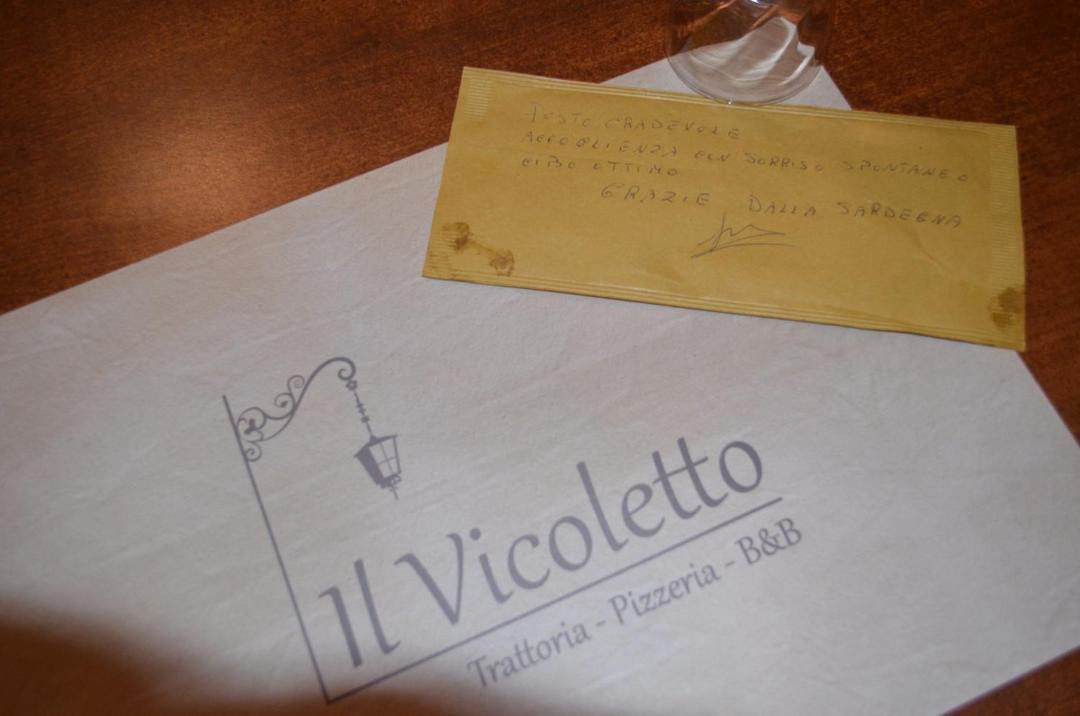 POSTO GRADEVOLE
ACCOGLIENZA CON SORRISO SPONTANEO
CIBO OTTIMO
GRAZIE DALLA SARDEGNA
Il Vicoletto
Trattoria - Pizzeria - B&B